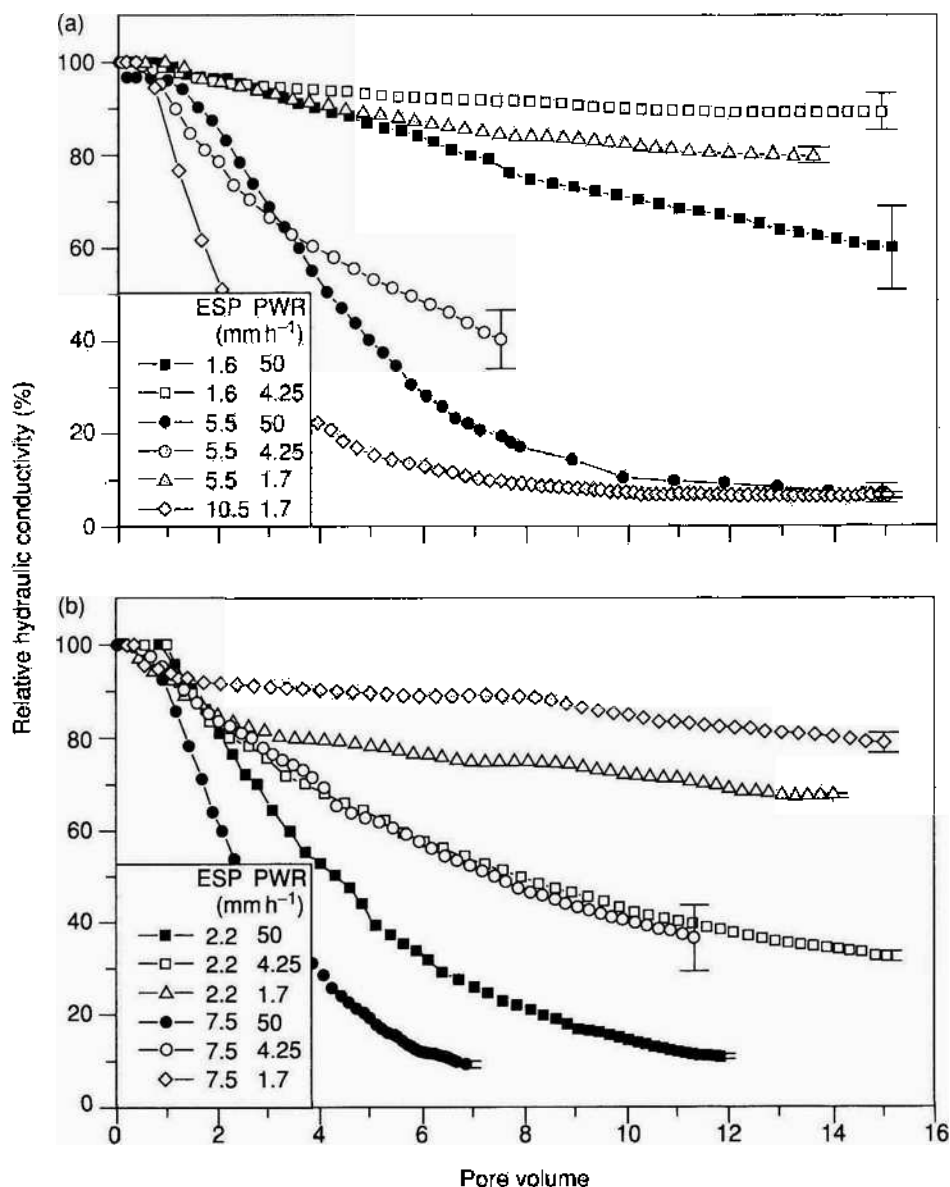 (a)
100
80
60
40
20
0
ESP PWR
(mm h⁻¹)
1.6 50
1.6 4.25
5.5 50
5.5 4.25
5.5 1.7
10.5 1.7
Relative hydraulic conductivity (%)
(b)
100
80
60
40
20
0
ESP PWR
(mm h⁻¹)
2.2 50
2.2 4.25
2.2 1.7
7.5 50
7.5 4.25
7.5 1.7
0 2 4 6 8 10 12 14 16
Pore volume